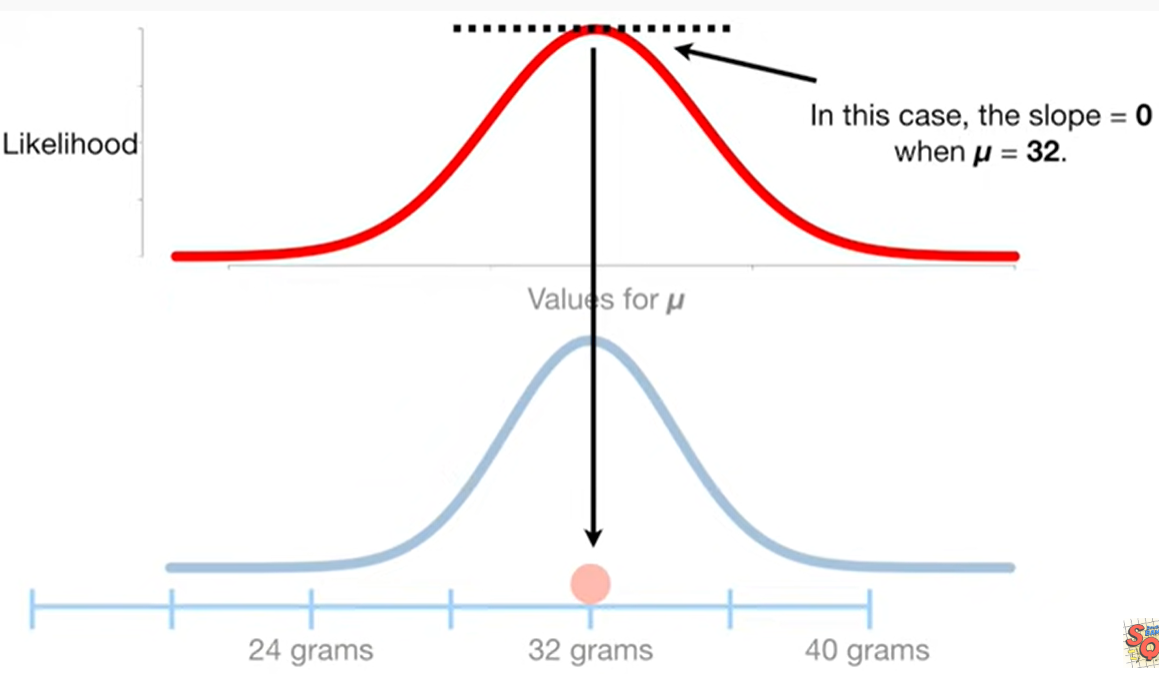 Likelihood
In this case, the slope = 0
when μ = 32.
Values for μ
24 grams
32 grams
40 grams